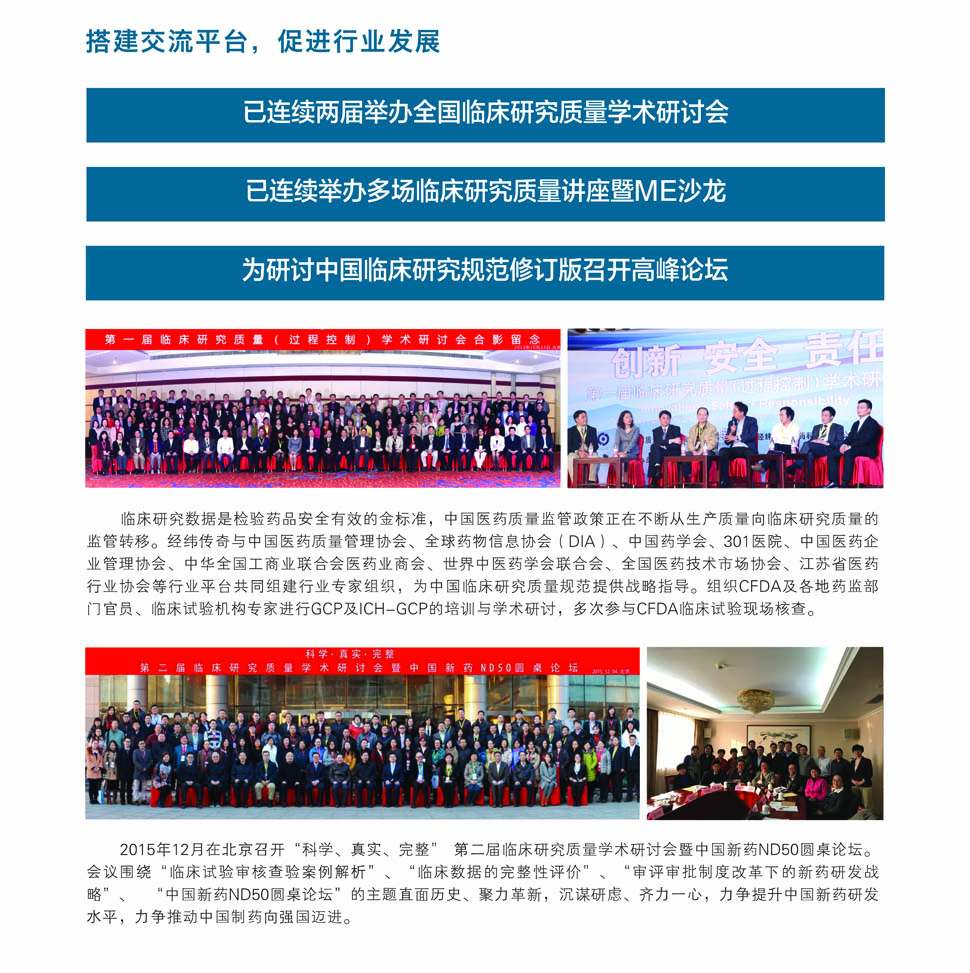 搭建交流平台，促进行业发展
已连续两届举办全国临床研究质量学术研讨会
已连续举办多场临床研究质量讲座暨ME沙龙
为研讨中国临床研究规范修订版召开高峰论坛
第一届临床研究质量（过程控制）学术研讨会合影留念
创新 安全 责任
第一届临床研究质量(过程控制)学术研
Responsibility
临床研究数据是检验药品安全有效的金标准，中国医药质量监管政策正在不断从生产质量向临床研究质量的
监管转移。经纬传奇与中国医药质量管理协会、全球药物信息协会（DIA）、中国药学会、301医院、中国医药企
业管理协会、中华全国工商业联合会医药业商会、世界中医药学会联合会、全国医药技术市场协会、江苏省医药
行业协会等行业平台共同组建行业专家组织，为中国临床研究质量规范提供战略指导。组织CFDA及各地药监部
门官员、临床试验机构专家进行GCP及ICH-GCP的培训与学术研讨，多次参与CFDA临床试验现场核查。
科学·真实·完整
第二届临床研究质量学术研讨会暨中国新药ND50圆桌论坛
2015.12.04.北京
2015年12月在北京召开“科学、真实、完整” 第二届临床研究质量学术研讨会暨中国新药ND50圆桌论坛。
会议围绕“临床试验审核查验案例解析”、“临床数据的完整性评价”、“审评审批制度改革下的新药研发战
略”、 “中国新药ND50圆桌论坛”的主题直面历史、聚力革新，沉谋研虑、齐力一心，力争提升中国新药研发
水平，力争推动中国制药向强国迈进。